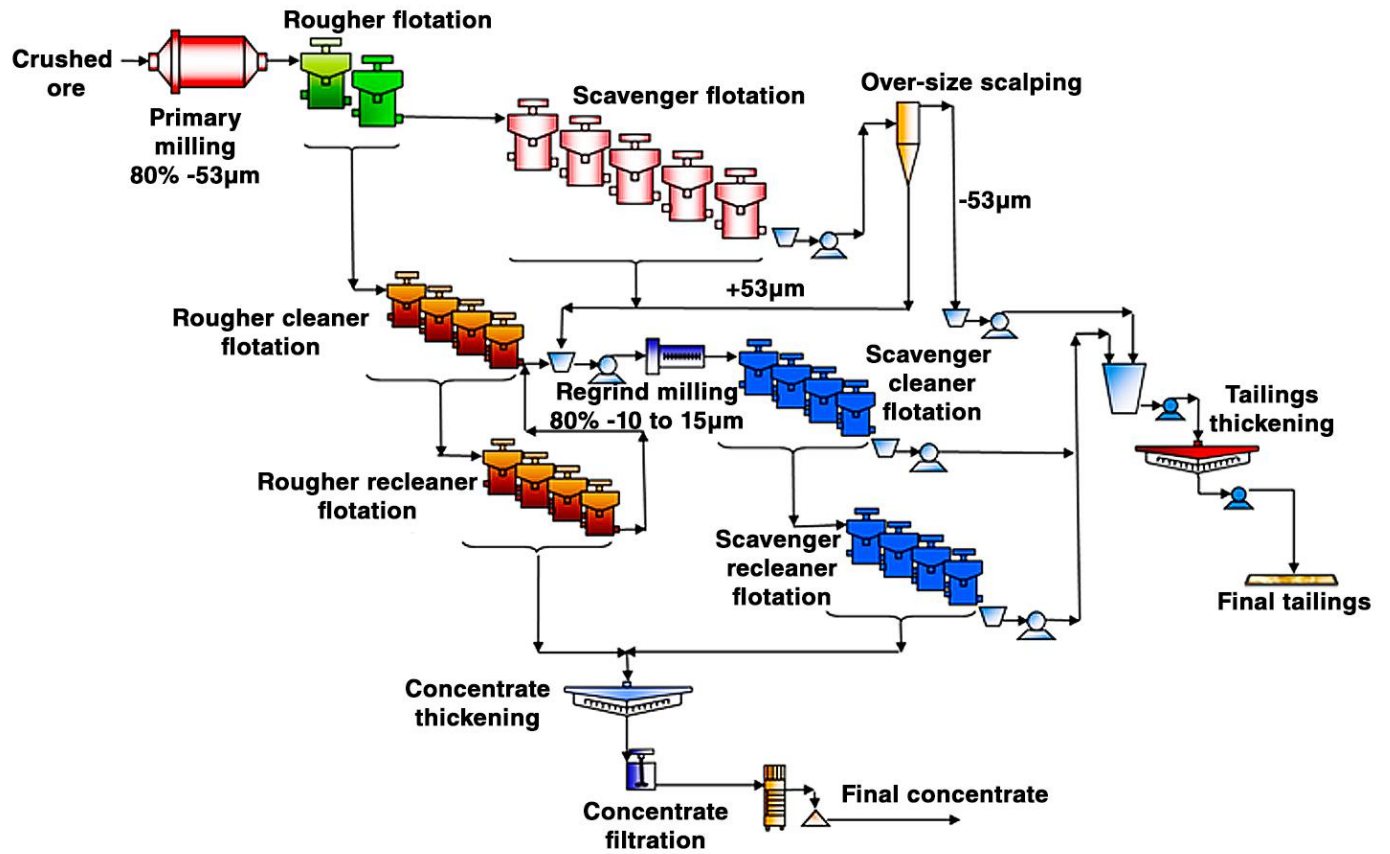 Rougher flotation
Crushed
ore
Primary
milling
80% -53µm
Scavenger flotation
Over-size scalping
-53µm
+53µm
Rougher cleaner
flotation
Regrind milling
80% -10 to 15µm
Scavenger
cleaner
flotation
Tailings
thickening
Rougher recleaner
flotation
Scavenger
recleaner
flotation
Final tailings
Concentrate
thickening
Concentrate
filtration
Final concentrate